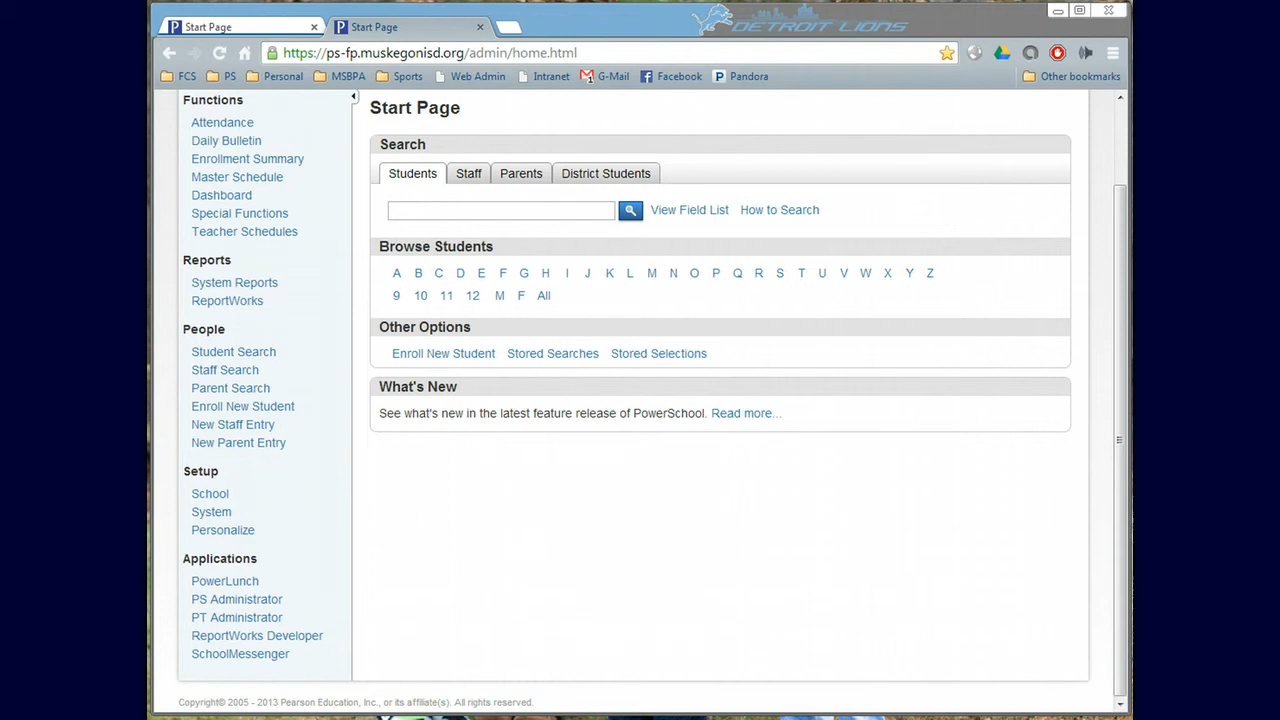 DETROIT LIONS
Start Page
Start Page
https://ps-fp.muskegonisd.org/admin/home.html
FCS PS Personal MSBPA Sports Web Admin Intranet G-Mail Facebook Pandora Other bookmarks
Functions
Attendance
Daily Bulletin
Enrollment Summary
Master Schedule
Dashboard
Special Functions
Teacher Schedules
Reports
System Reports
ReportWorks
People
Student Search
Staff Search
Parent Search
Enroll New Student
New Staff Entry
New Parent Entry
Setup
School
System
Personalize
Applications
PowerLunch
PS Administrator
PT Administrator
ReportWorks Developer
SchoolMessenger
Start Page
Search
Students Staff Parents District Students
View Field List How to Search
Browse Students
A B C D E F G H I J K L M N O P Q R S T U V W X Y Z
9 10 11 12 M F All
Other Options
Enroll New Student Stored Searches Stored Selections
What's New
See what's new in the latest feature release of PowerSchool. Read more...
Copyright© 2005 - 2013 Pearson Education, Inc., or its affiliate(s). All rights reserved.